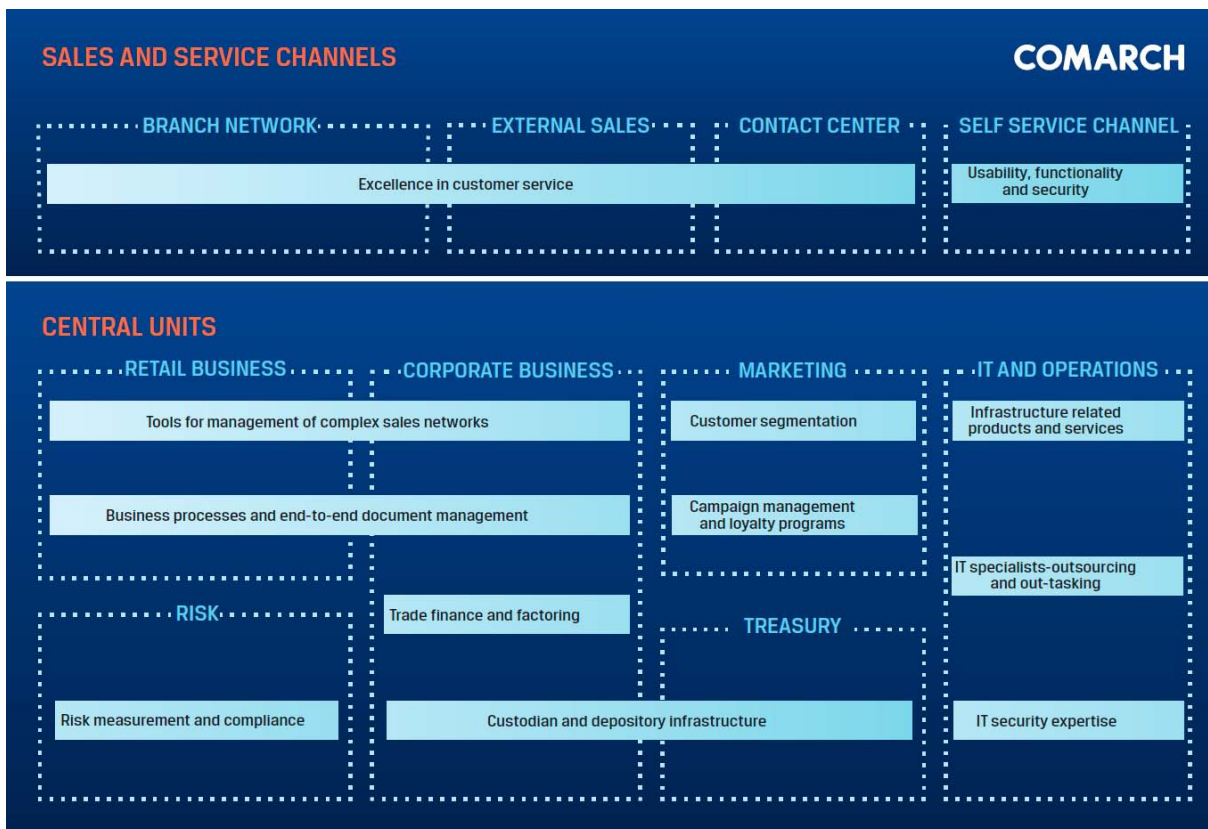 SALES AND SERVICE CHANNELS
COMARCH
BRANCH NETWORK
EXTERNAL SALES
CONTACT CENTER
SELF SERVICE CHANNEL
Excellence in customer service
Usability, functionality
and security
CENTRAL UNITS
RETAIL BUSINESS
CORPORATE BUSINESS
MARKETING
IT AND OPERATIONS
Tools for management of complex sales networks
Customer segmentation
Infrastructure related
products and services
Business processes and end-to-end document management
Campaign management
and loyalty programs
IT specialists-outsourcing
and out-tasking
RISK
Trade finance and factoring
TREASURY
Risk measurement and compliance
Custodian and depository infrastructure
IT security expertise